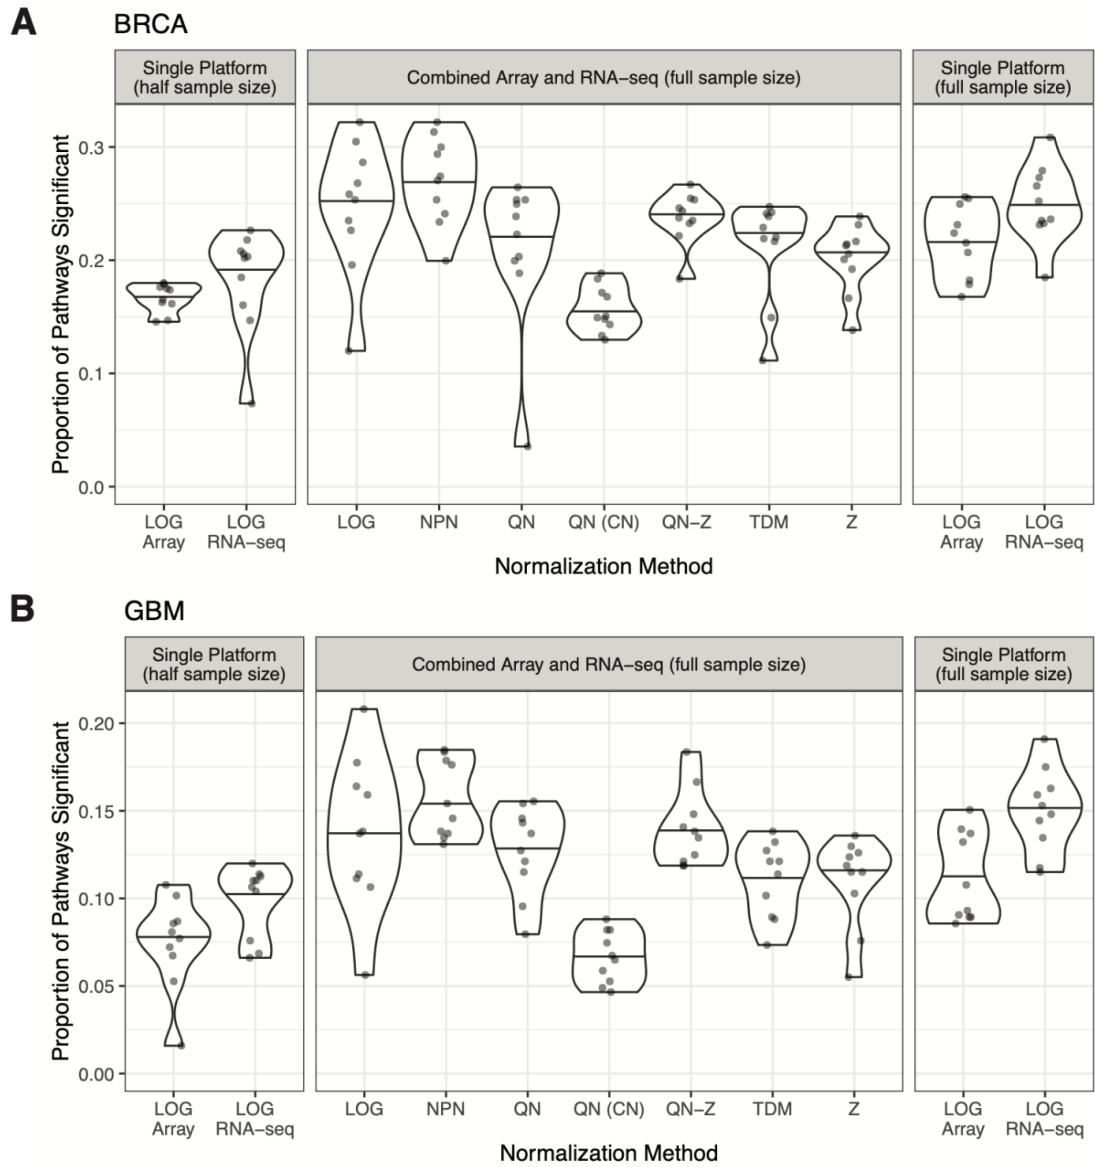 A
BRCA
Single Platform
(half sample size)
Combined Array and RNA−seq (full sample size)
Single Platform
(full sample size)
Proportion of Pathways Significant
0.3
0.2
0.1
0.0
LOG
Array
LOG
RNA−seq
LOG
NPN
QN
QN (CN)
QN−Z
TDM
Z
LOG
Array
LOG
RNA−seq
Normalization Method
B
GBM
Single Platform
(half sample size)
Combined Array and RNA−seq (full sample size)
Single Platform
(full sample size)
Proportion of Pathways Significant
0.20
0.15
0.10
0.05
0.00
LOG
Array
LOG
RNA−seq
LOG
NPN
QN
QN (CN)
QN−Z
TDM
Z
LOG
Array
LOG
RNA−seq
Normalization Method